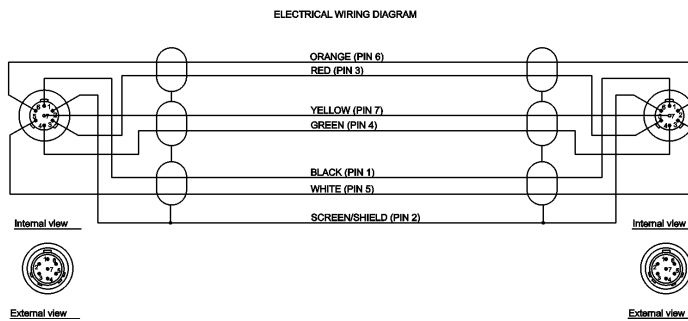 ELECTRICAL WIRING DIAGRAM
ORANGE (PIN 6)
RED (PIN 3)
YELLOW (PIN 7)
GREEN (PIN 4)
BLACK (PIN 1)
WHITE (PIN 5)
SCREEN/SHIELD (PIN 2)
Internal view
Internal view
External view
External view